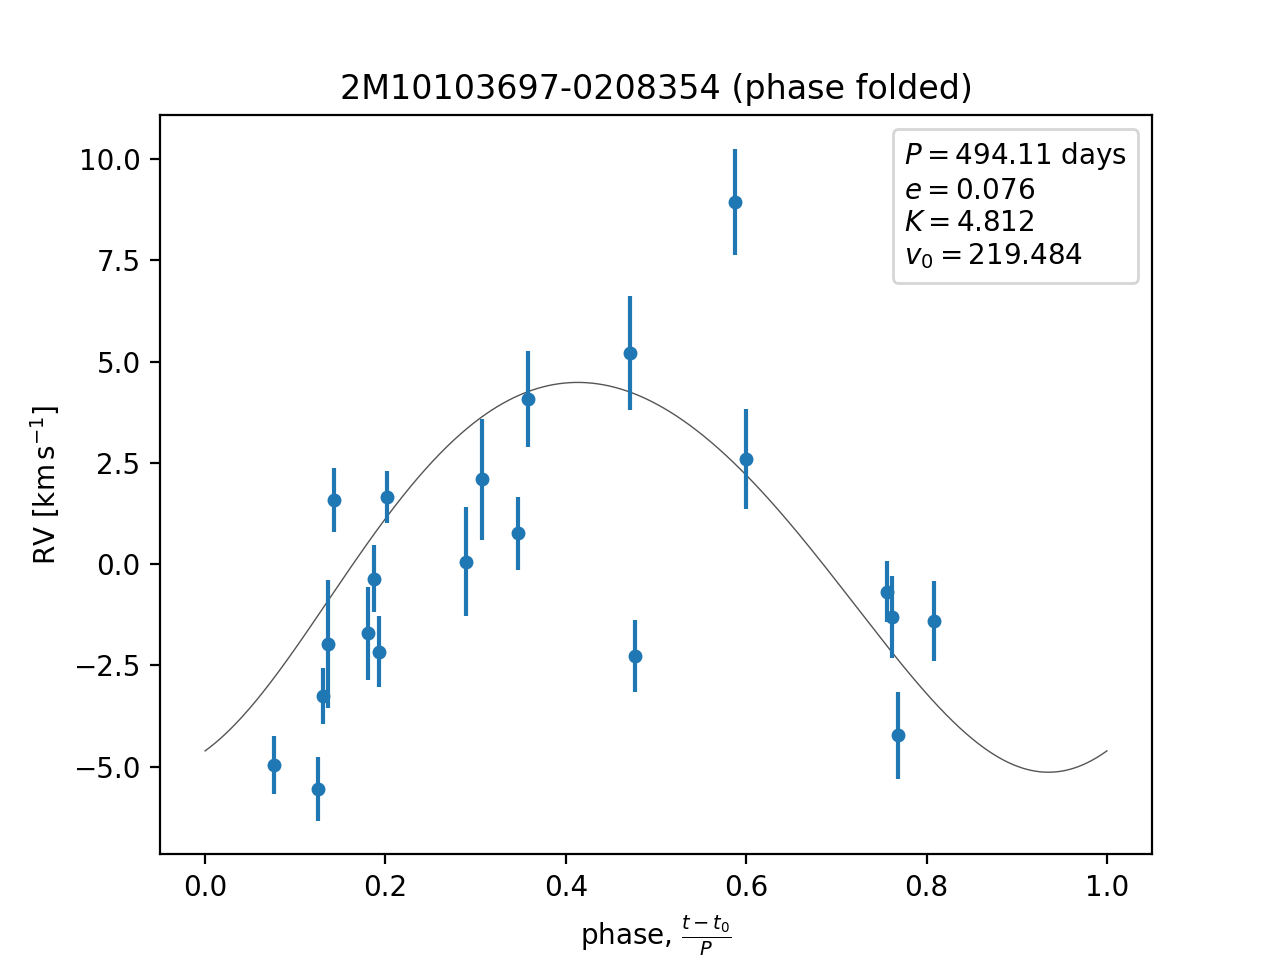 2M10103697-0208354 (phase folded)
P = 494.11 days
e = 0.076
K = 4.812
v₀ = 219.484
RV [km s⁻¹]
10.0
7.5
5.0
2.5
0.0
−2.5
−5.0
0.0 0.2 0.4 0.6 0.8 1.0
phase, (t − t₀)/P